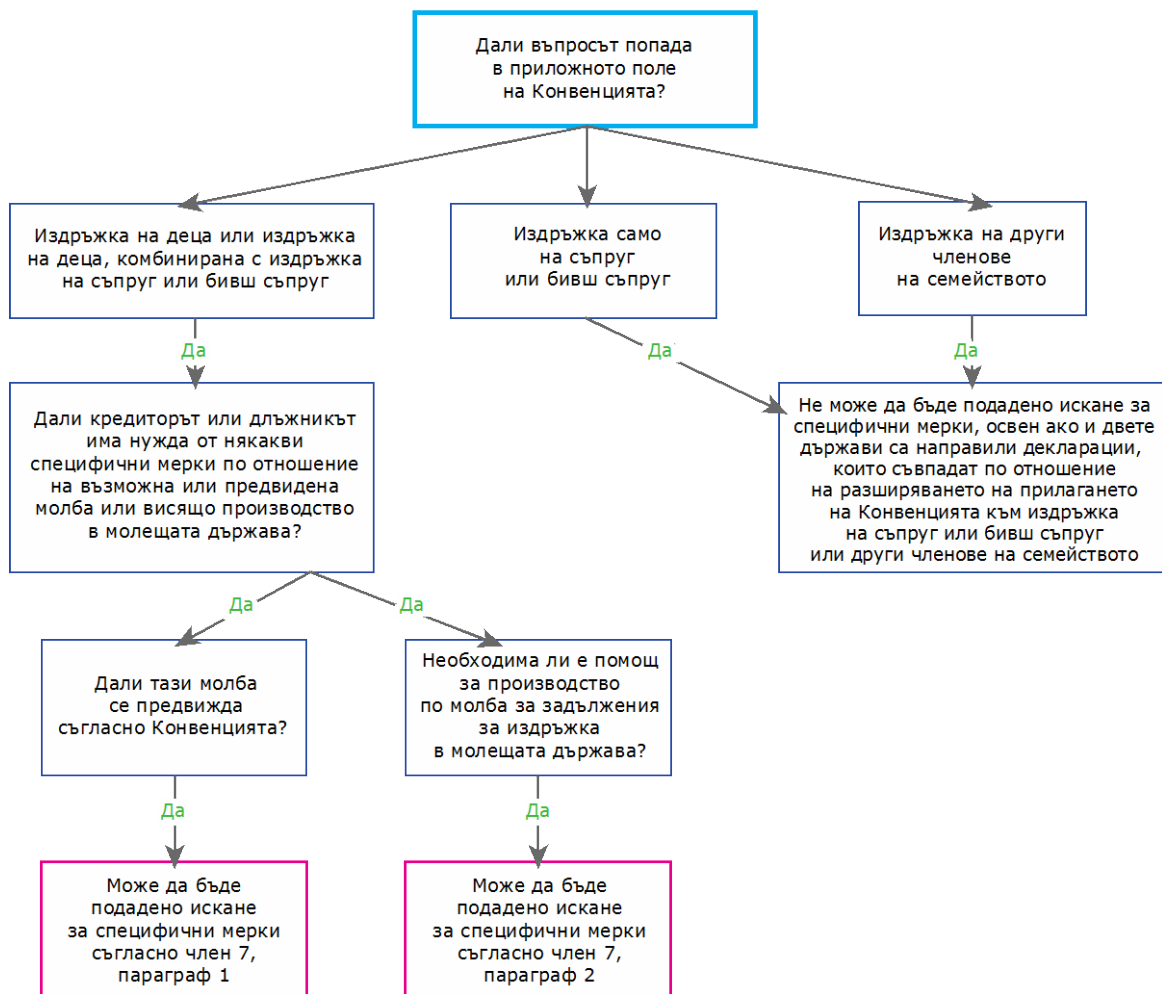 Дали въпросът попада
в приложното поле
на Конвенцията?
Издръжка на деца или издръжка
на деца, комбинирана с издръжка
на съпруг или бивш съпруг
Издръжка само
на съпруг
или бивш съпруг
Издръжка на други
членове
на семейството
Да
Да
Да
Дали кредиторът или длъжникът
има нужда от някакви
специфични мерки по отношение
на възможна или предвидена
молба или висящо производство
в молещата държава?
Не може да бъде подадено искане за
специфични мерки, освен ако и двете
държави са направили декларации,
които съвпадат по отношение
на разширяването на прилагането
на Конвенцията към издръжка
на съпруг или бивш съпруг
или други членове на семейството
Да
Да
Дали тази молба
се предвижда
съгласно Конвенцията?
Необходима ли е помощ
за производство
по молба за задължения
за издръжка
в молещата държава?
Да
Да
Може да бъде
подадено искане
за специфични мерки
съгласно член 7,
параграф 1
Може да бъде
подадено искане
за специфични мерки
съгласно член 7,
параграф 2